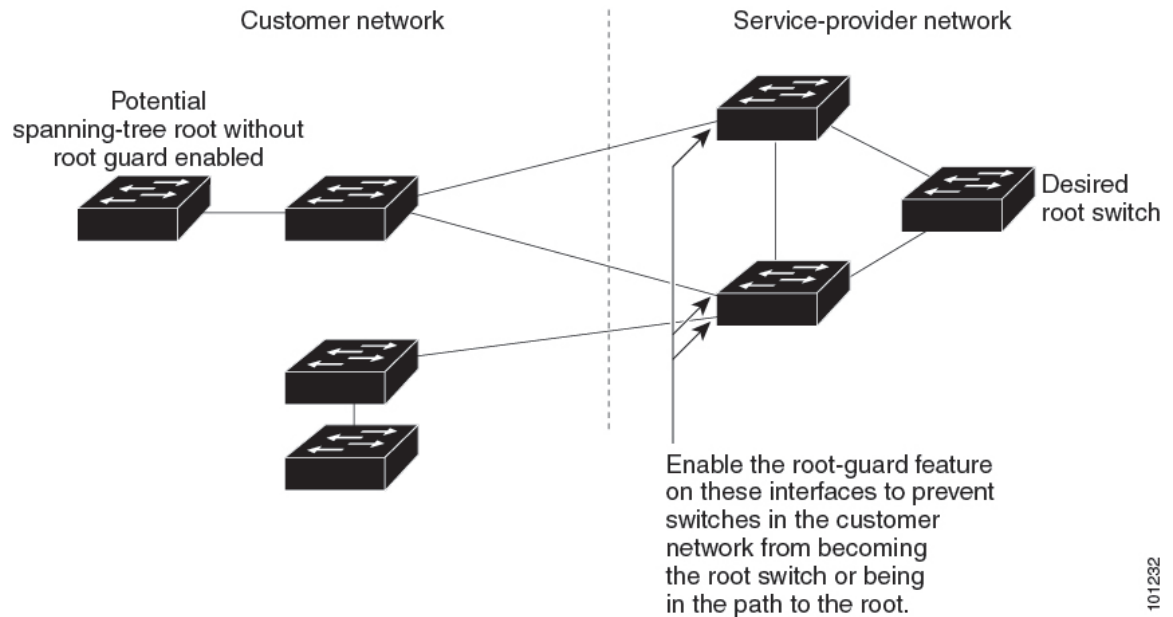 Customer network
Service-provider network
Potential
spanning-tree root without
root guard enabled
Desired
root switch
Enable the root-guard feature
on these interfaces to prevent
switches in the customer
network from becoming
the root switch or being
in the path to the root.
101232